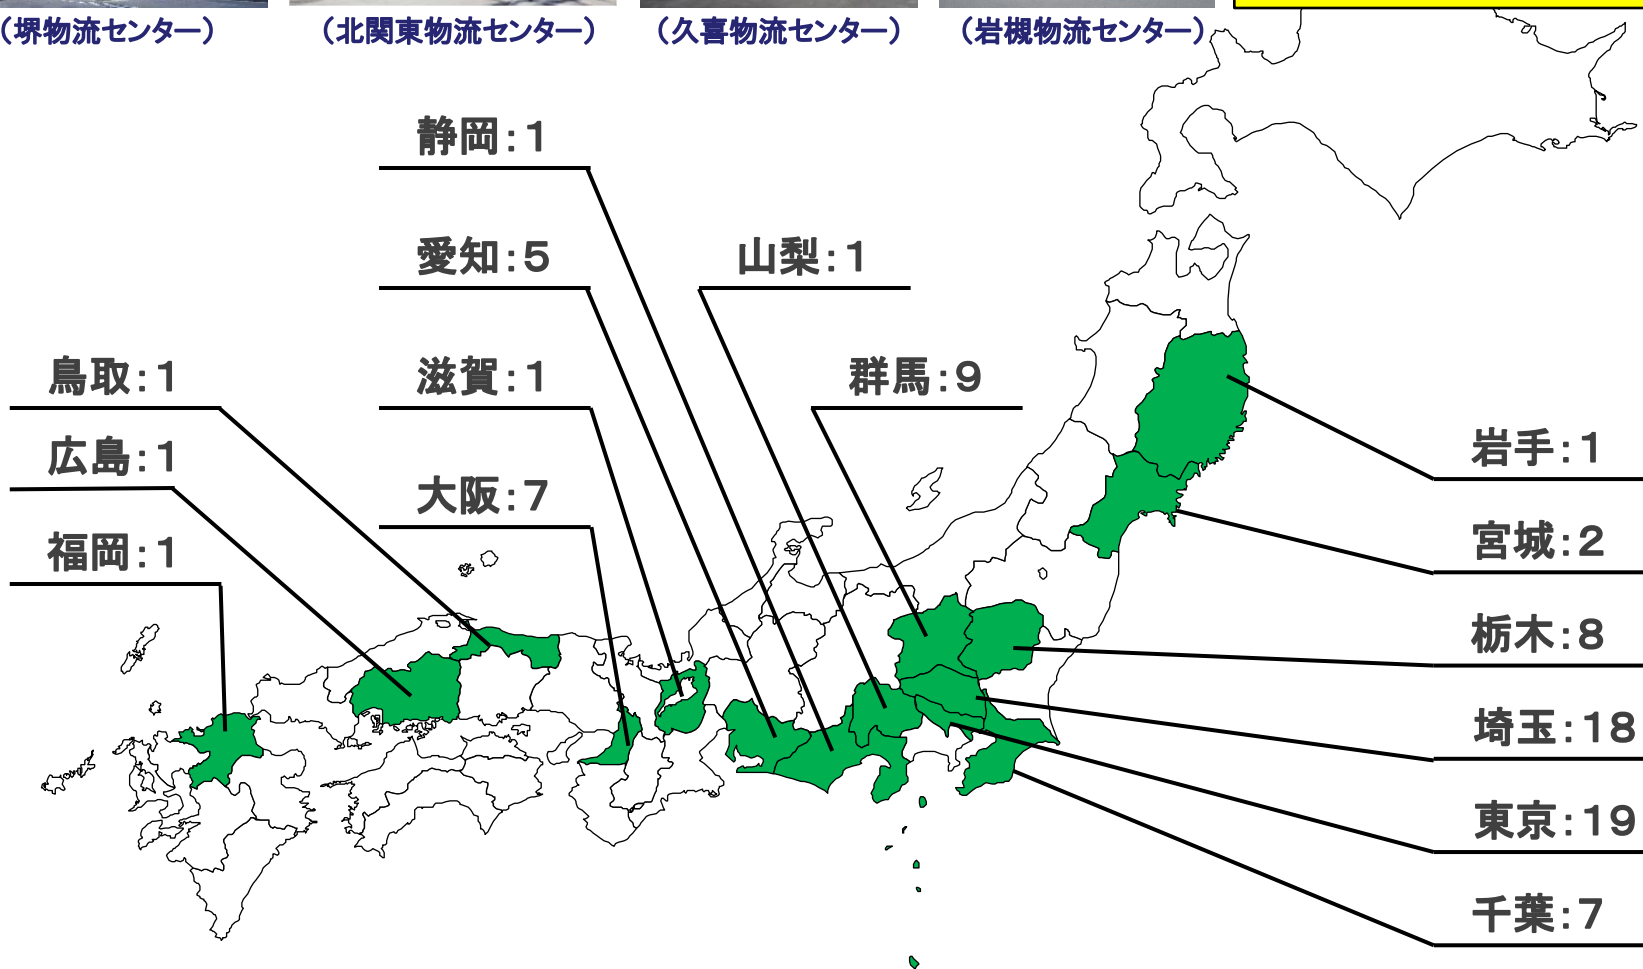 （堺物流センター）
（北関東物流センター）
（久喜物流センター）
（岩槻物流センター）
静岡：1
愛知：5
山梨：1
鳥取：1
滋賀：1
群馬：9
広島：1
大阪：7
福岡：1
岩手：1
宮城：2
栃木：8
埼玉：18
東京：19
千葉：7